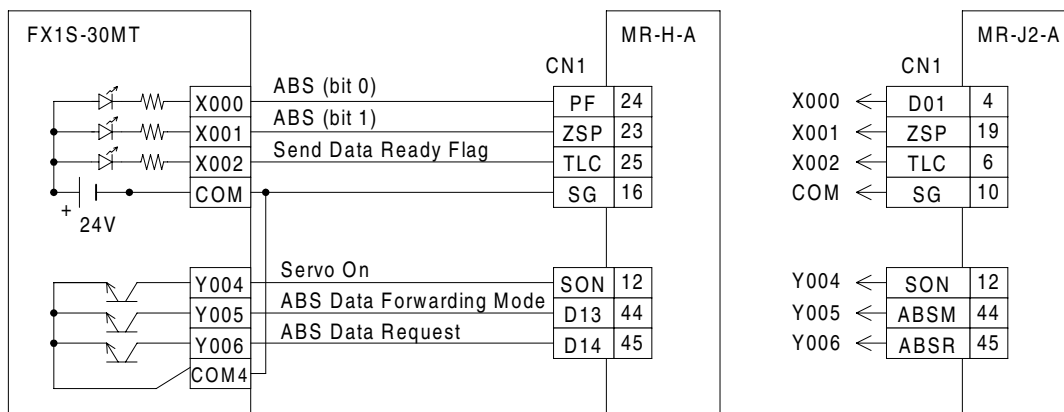 FX1S-30MT MR-H-A MR-J2-A
CN1 CN1
X000 ABS (bit 0) PF 24 X000 D01 4
X001 ABS (bit 1) ZSP 23 X001 ZSP 19
X002 Send Data Ready Flag TLC 25 X002 TLC 6
COM SG 16 COM SG 10
+ 24V
Y004 Servo On SON 12 Y004 SON 12
Y005 ABS Data Forwarding Mode D13 44 Y005 ABSM 44
Y006 ABS Data Request D14 45 Y006 ABSR 45
COM4